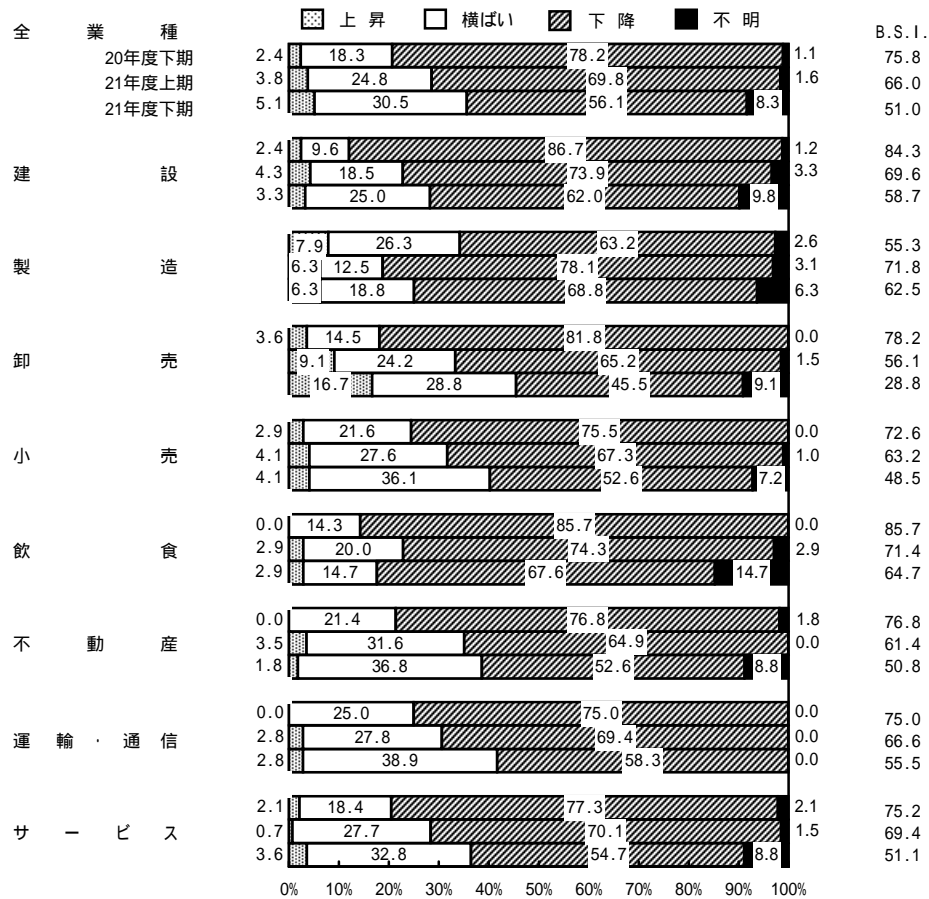 上 昇 横ばい 下 降 不 明
全 業 種 B.S.I.
20年度下期 2.4 18.3 78.2 1.1 75.8
21年度上期 3.8 24.8 69.8 1.6 66.0
21年度下期 5.1 30.5 56.1 8.3 51.0
2.4 9.6 86.7 1.2 84.3
建 設 4.3 18.5 73.9 3.3 69.6
3.3 25.0 62.0 9.8 58.7
7.9 26.3 63.2 2.6 55.3
製 造 6.3 12.5 78.1 3.1 71.8
6.3 18.8 68.8 6.3 62.5
3.6 14.5 81.8 0.0 78.2
卸 売 9.1 24.2 65.2 1.5 56.1
16.7 28.8 45.5 9.1 28.8
2.9 21.6 75.5 0.0 72.6
小 売 4.1 27.6 67.3 1.0 63.2
4.1 36.1 52.6 7.2 48.5
0.0 14.3 85.7 0.0 85.7
飲 食 2.9 20.0 74.3 2.9 71.4
2.9 14.7 67.6 14.7 64.7
0.0 21.4 76.8 1.8 76.8
不 動 産 3.5 31.6 64.9 0.0 61.4
1.8 36.8 52.6 8.8 50.8
0.0 25.0 75.0 0.0 75.0
運 輸 ・ 通 信 2.8 27.8 69.4 0.0 66.6
2.8 38.9 58.3 0.0 55.5
2.1 18.4 77.3 2.1 75.2
サ ー ビ ス 0.7 27.7 70.1 1.5 69.4
3.6 32.8 54.7 8.8 51.1
0% 10% 20% 30% 40% 50% 60% 70% 80% 90% 100%